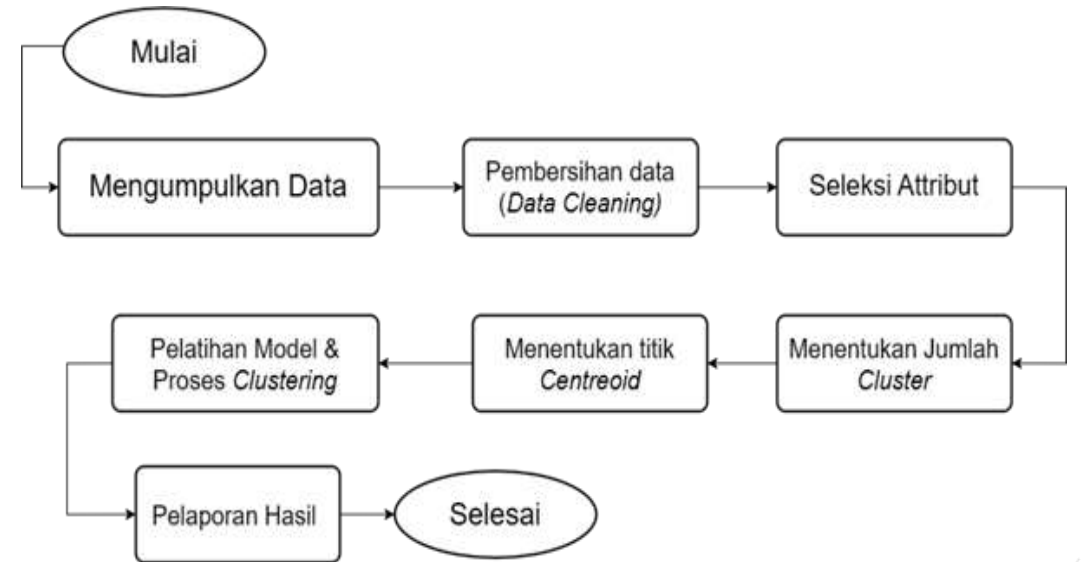 Mulai
Mengumpulkan Data
Pembersihan data
(Data Cleaning)
Seleksi Attribut
Menentukan Jumlah
Cluster
Menentukan titik
Centreoid
Pelatihan Model &
Proses Clustering
Pelaporan Hasil
Selesai